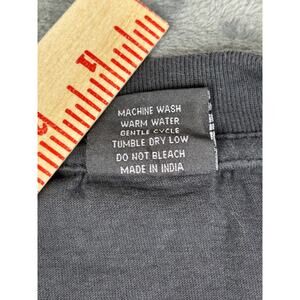 MACHINE WASH
WARM WATER
GENTLE CYCLE
TUMBLE DRY LOW
DO NOT BLEACH
MADE IN INDIA